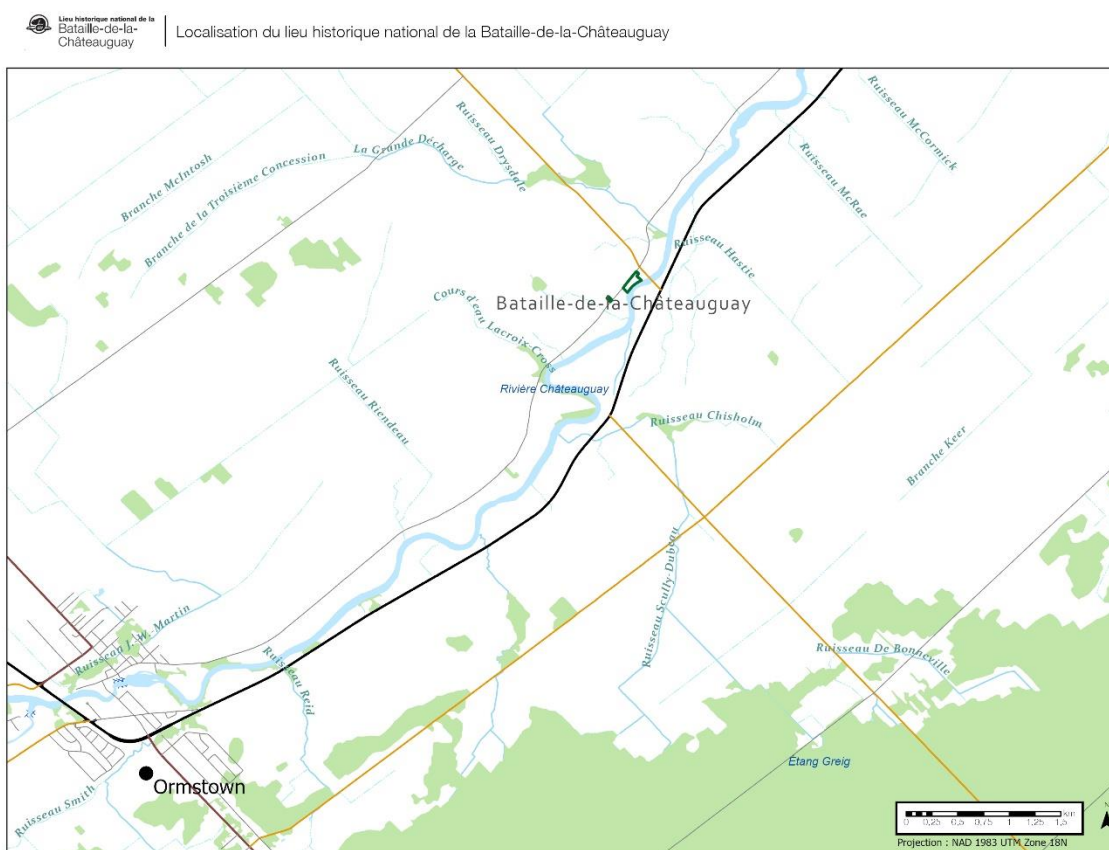 Lieu historique national de la
Bataille-de-la-
Châteauguay
Localisation du lieu historique national de la Bataille-de-la-Châteauguay
Ruisseau McCormick
Ruisseau Drysdale
La Grande Décharge
Branche McIntosh
Branche de la Troisième Concession
Ruisseau McRae
Ruisseau Hastie
Bataille-de-la-Châteauguay
Cours d'eau Lacroix-Cross
Ruisseau Riendeau
Rivière Châteauguay
Ruisseau Chisholm
Branche Keer
Ruisseau Scully-Dubeau
Ruisseau J. W. Martin
Ruisseau Reid
Ruisseau De Bonneville
Étang Greig
Ormstown
Ruisseau Smith
Km
0 0,25 0,5 0,75 1 1,25 1,5
Projection : NAD 1983 UTM Zone 18N